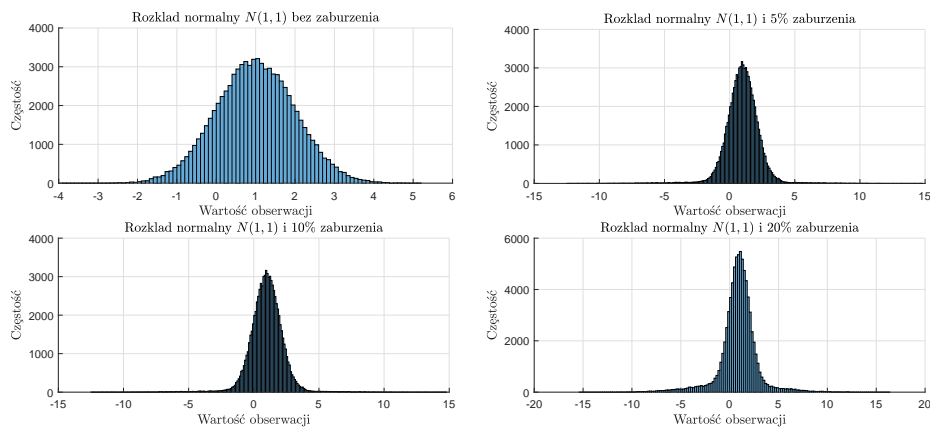 Rozklad normalny N(1, 1) bez zaburzenia
Częstość
4000
3000
2000
1000
0
-4 -3 -2 -1 0 1 2 3 4 5 6
Wartość obserwacji
Rozklad normalny N(1, 1) i 5% zaburzenia
Częstość
4000
3000
2000
1000
0
-15 -10 -5 0 5 10 15
Wartość obserwacji
Rozklad normalny N(1, 1) i 10% zaburzenia
Częstość
4000
3000
2000
1000
0
-15 -10 -5 0 5 10 15
Wartość obserwacji
Rozklad normalny N(1, 1) i 20% zaburzenia
Częstość
6000
4000
2000
0
-20 -15 -10 -5 0 5 10 15 20
Wartość obserwacji